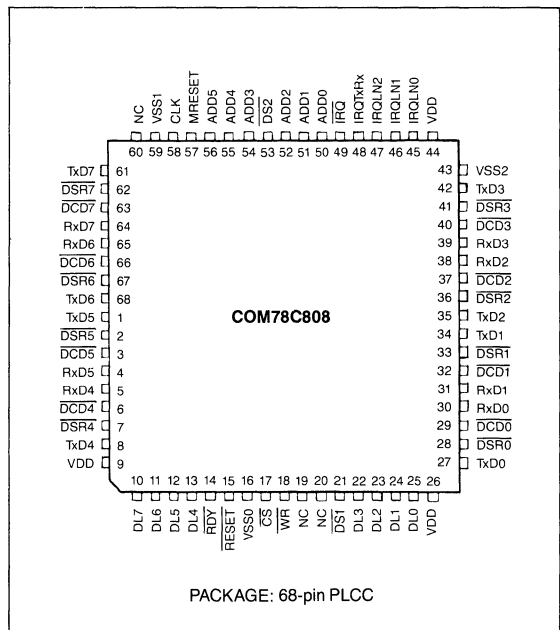 NC VSS1 CLK MRESET ADD5 ADD4 ADD3 DS2 ADD2 ADD1 ADD0 IRQ IRQTxRx IRQLN2 IRQLN1 IRQLN0 VDD
60 59 58 57 56 55 54 53 52 51 50 49 48 47 46 45 44
TxD7 61
DSR7 62
DCD7 63
RxD7 64
RxD6 65
DCD6 66
DSR6 67
TxD6 68
TxD5 1
DSR5 2
DCD5 3
RxD5 4
RxD4 5
DCD4 6
DSR4 7
TxD4 8
VDD 9
COM78C808
43 VSS2
42 TxD3
41 DSR3
40 DCD3
39 RxD3
38 RxD2
37 DCD2
36 DSR2
35 TxD2
34 TxD1
33 DSR1
32 DCD1
31 RxD1
30 RxD0
29 DCD0
28 DSR0
27 TxD0
10 11 12 13 14 15 16 17 18 19 20 21 22 23 24 25 26
DL7 DL6 DL5 DL4 RDY RESET VSS0 CS WR NC NC DS1 DL3 DL2 DL1 DL0 VDD
PACKAGE: 68-pin PLCC